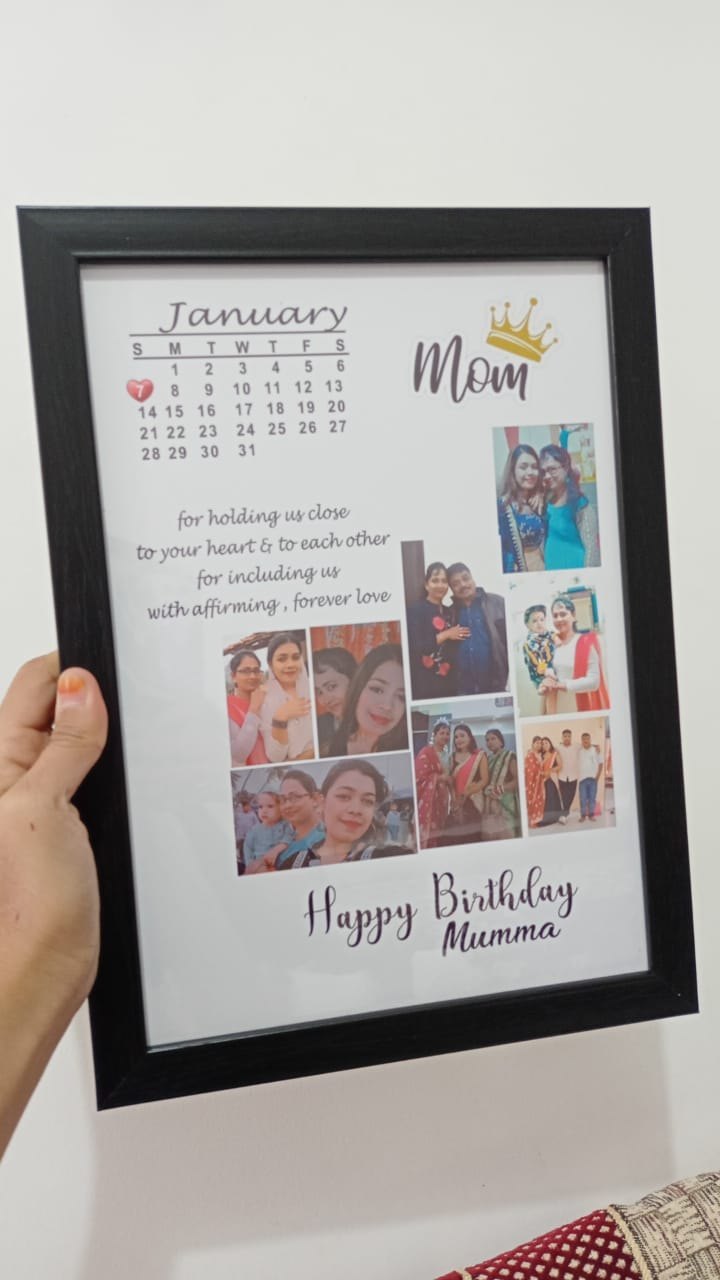 January
S M T W T F S
1 2 3 4 5 6
7 8 9 10 11 12 13
14 15 16 17 18 19 20
21 22 23 24 25 26 27
28 29 30 31
Mom
for holding us close
to your heart & to each other
for including us
with affirming , forever love
Happy Birthday
Mumma